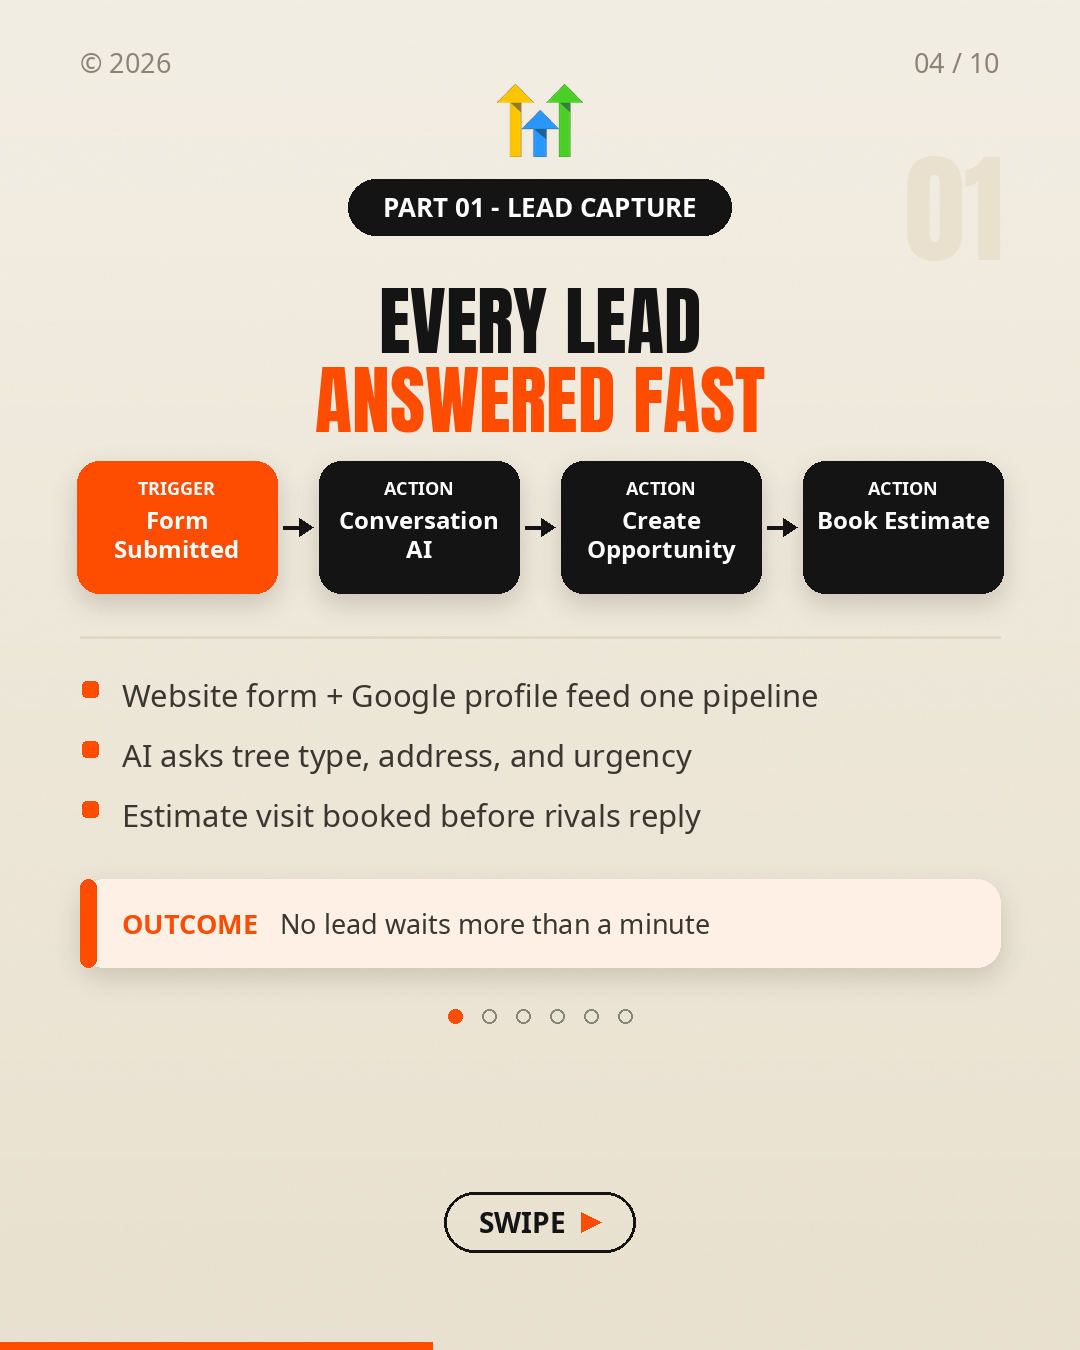 © 2026
04 / 10
PART 01 - LEAD CAPTURE
01
EVERY LEAD
ANSWERED FAST
TRIGGER
Form
Submitted
ACTION
Conversation
AI
ACTION
Create
Opportunity
ACTION
Book Estimate
Website form + Google profile feed one pipeline
AI asks tree type, address, and urgency
Estimate visit booked before rivals reply
OUTCOME No lead waits more than a minute
SWIPE